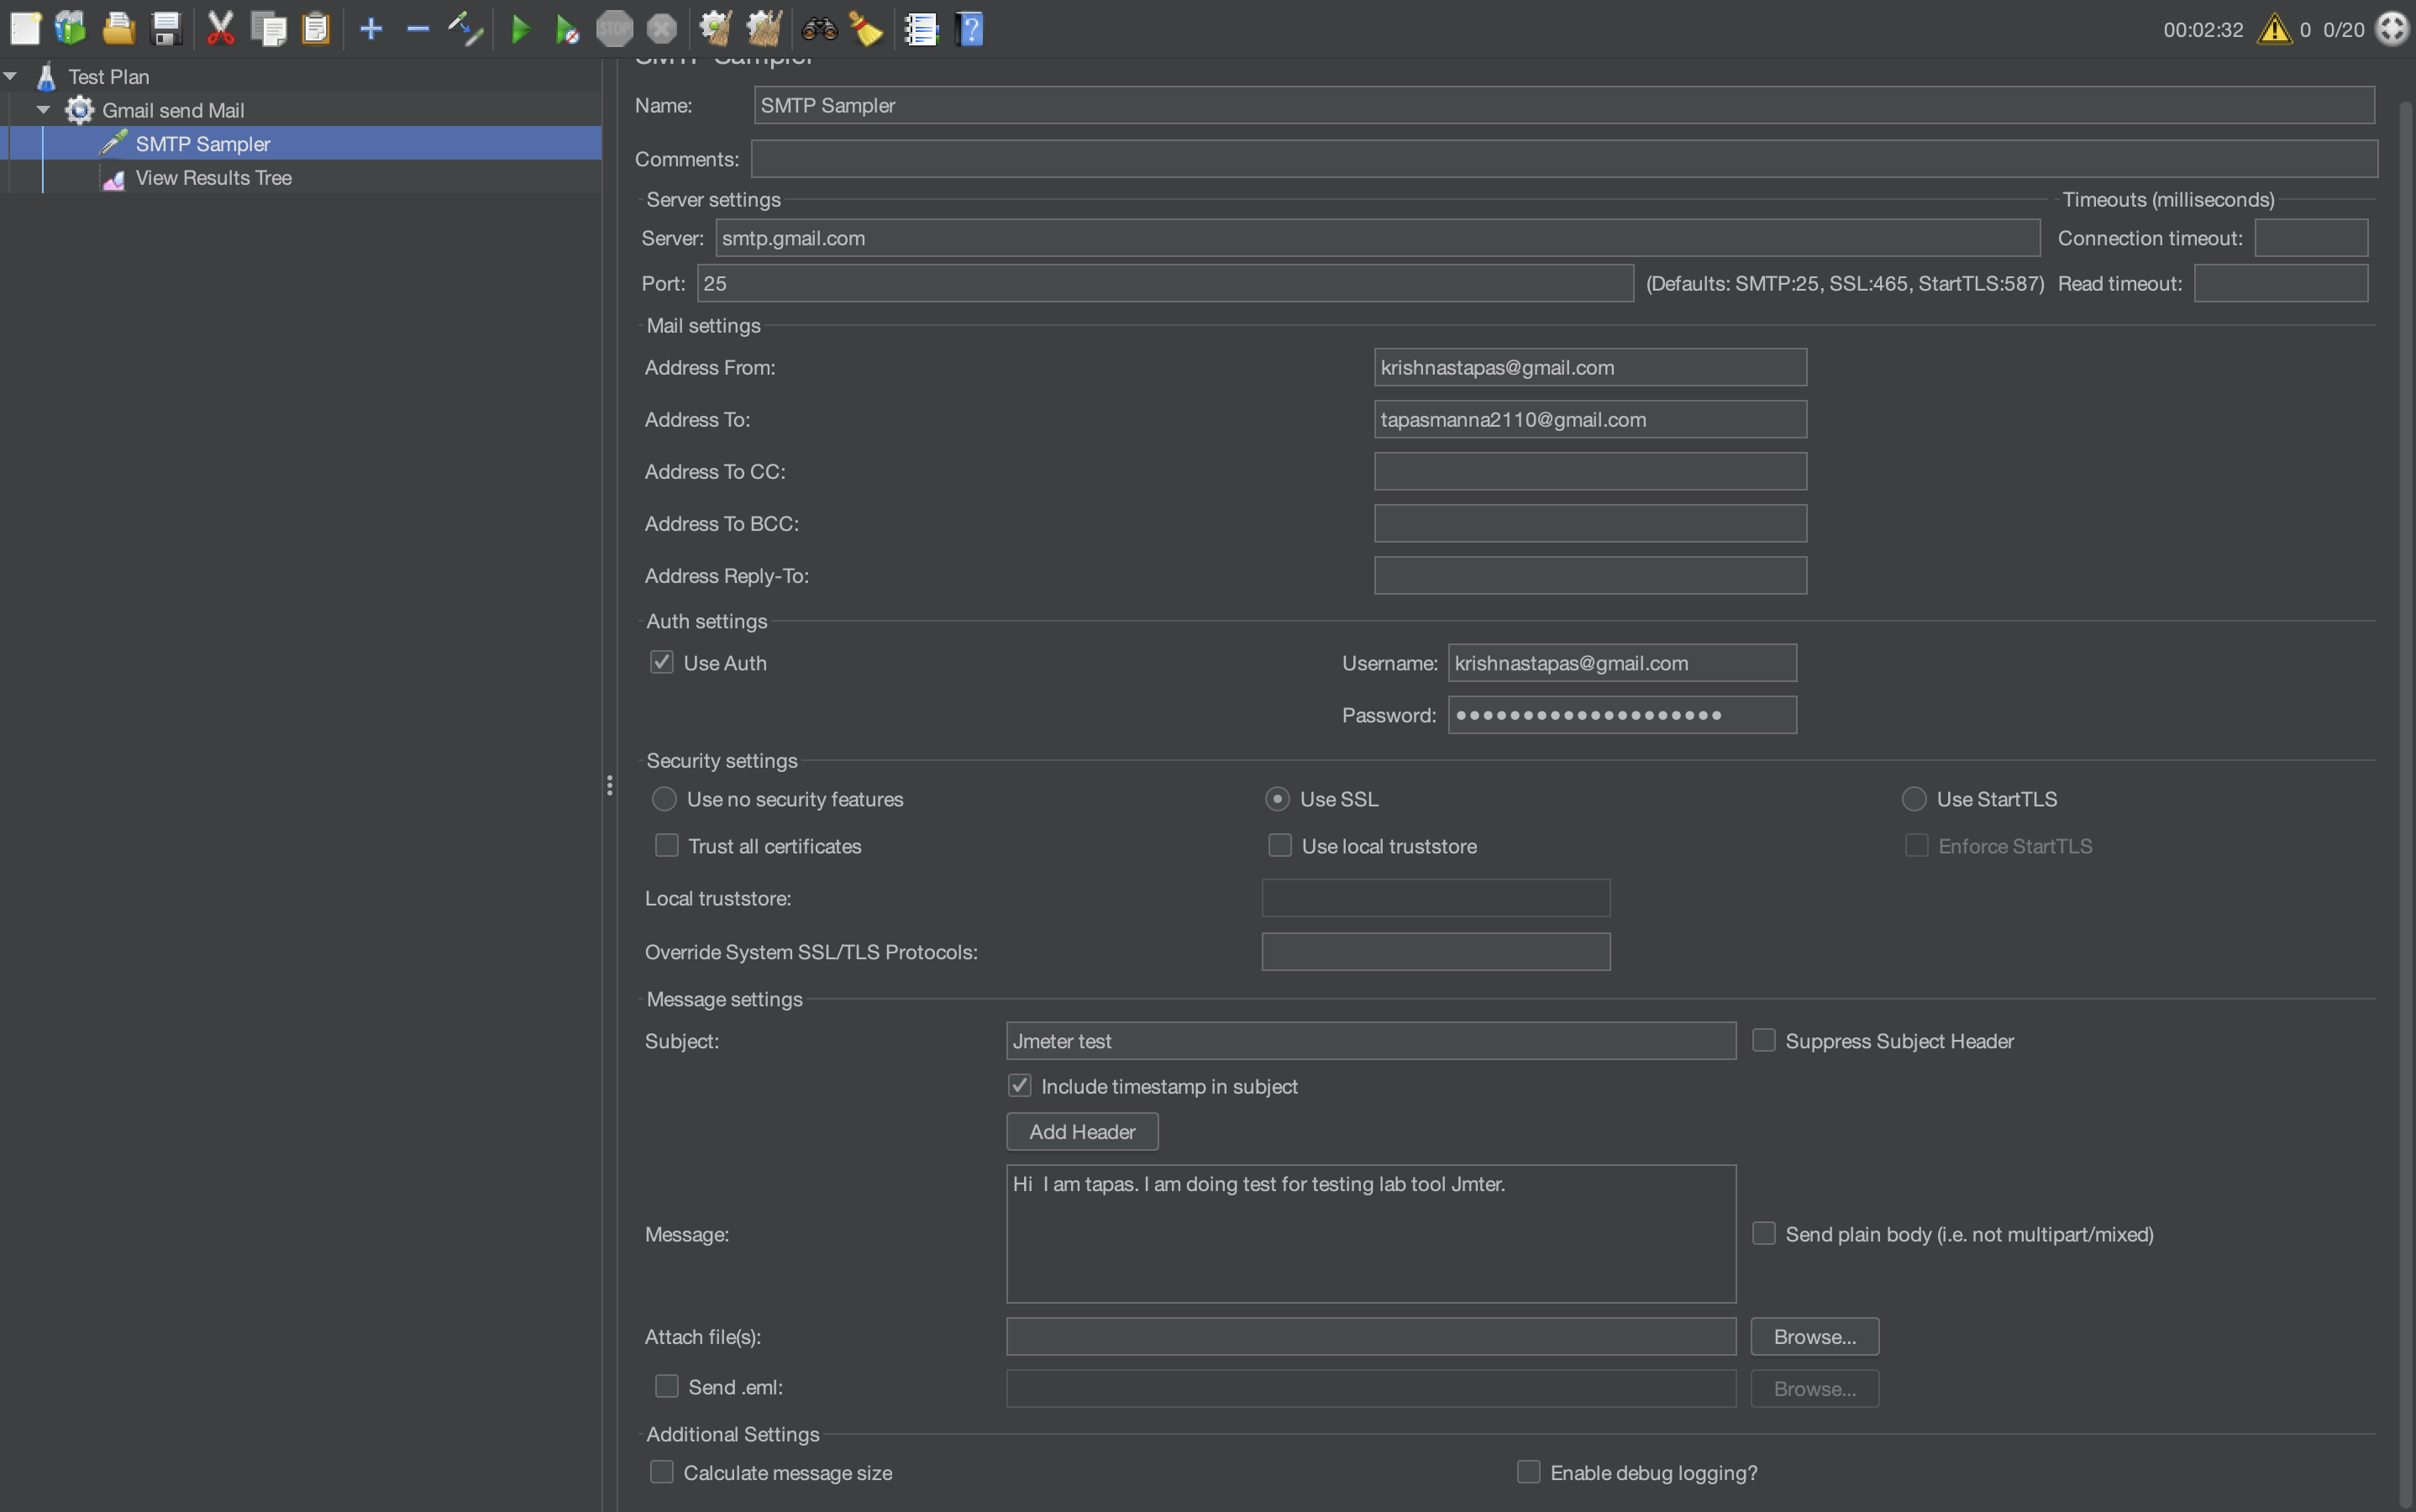 STOP
00:02:32 0 0/20
Test Plan
Gmail send Mail
SMTP Sampler
View Results Tree
SMTP Sampler
Name: SMTP Sampler
Comments:
Server settings Timeouts (milliseconds)
Server: smtp.gmail.com Connection timeout:
Port: 25 (Defaults: SMTP:25, SSL:465, StartTLS:587) Read timeout:
Mail settings
Address From: krishnastapas@gmail.com
Address To: tapasmanna2110@gmail.com
Address To CC:
Address To BCC:
Address Reply-To:
Auth settings
Use Auth Username: krishnastapas@gmail.com
Password: ••••••••••••••••••••
Security settings
Use no security features Use SSL Use StartTLS
Trust all certificates Use local truststore Enforce StartTLS
Local truststore:
Override System SSL/TLS Protocols:
Message settings
Subject: Jmeter test Suppress Subject Header
Include timestamp in subject
Add Header
Hi  I am tapas. I am doing test for testing lab tool Jmter.
Message: Send plain body (i.e. not multipart/mixed)
Attach file(s): Browse...
Send .eml: Browse...
Additional Settings
Calculate message size Enable debug logging?